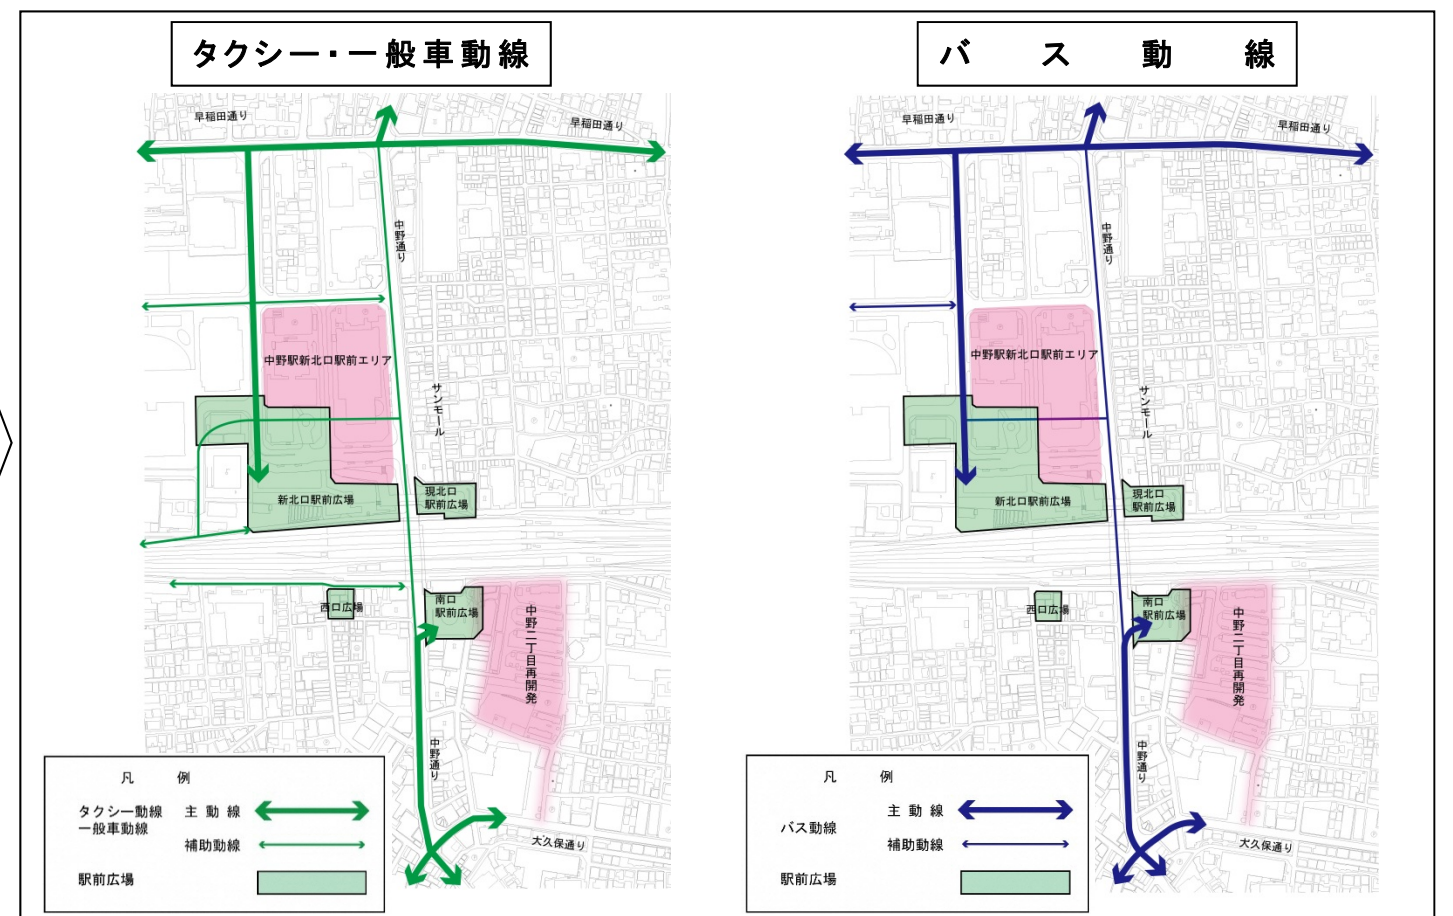 タクシー・一般車動線
早稲田通り
早稲田通り
中野通り
中野駅新北口駅前エリア
サンモール
現北口
駅前広場
新北口駅前広場
西口広場
南口
駅前広場
中野二丁目再開発
中野通り
大久保通り
凡例
タクシー動線
一般車動線
主動線
補助動線
駅前広場
バス動線
早稲田通り
早稲田通り
中野通り
中野駅新北口駅前エリア
サンモール
現北口
駅前広場
新北口駅前広場
西口広場
南口
駅前広場
中野二丁目再開発
中野通り
大久保通り
凡例
バス動線
主動線
補助動線
駅前広場